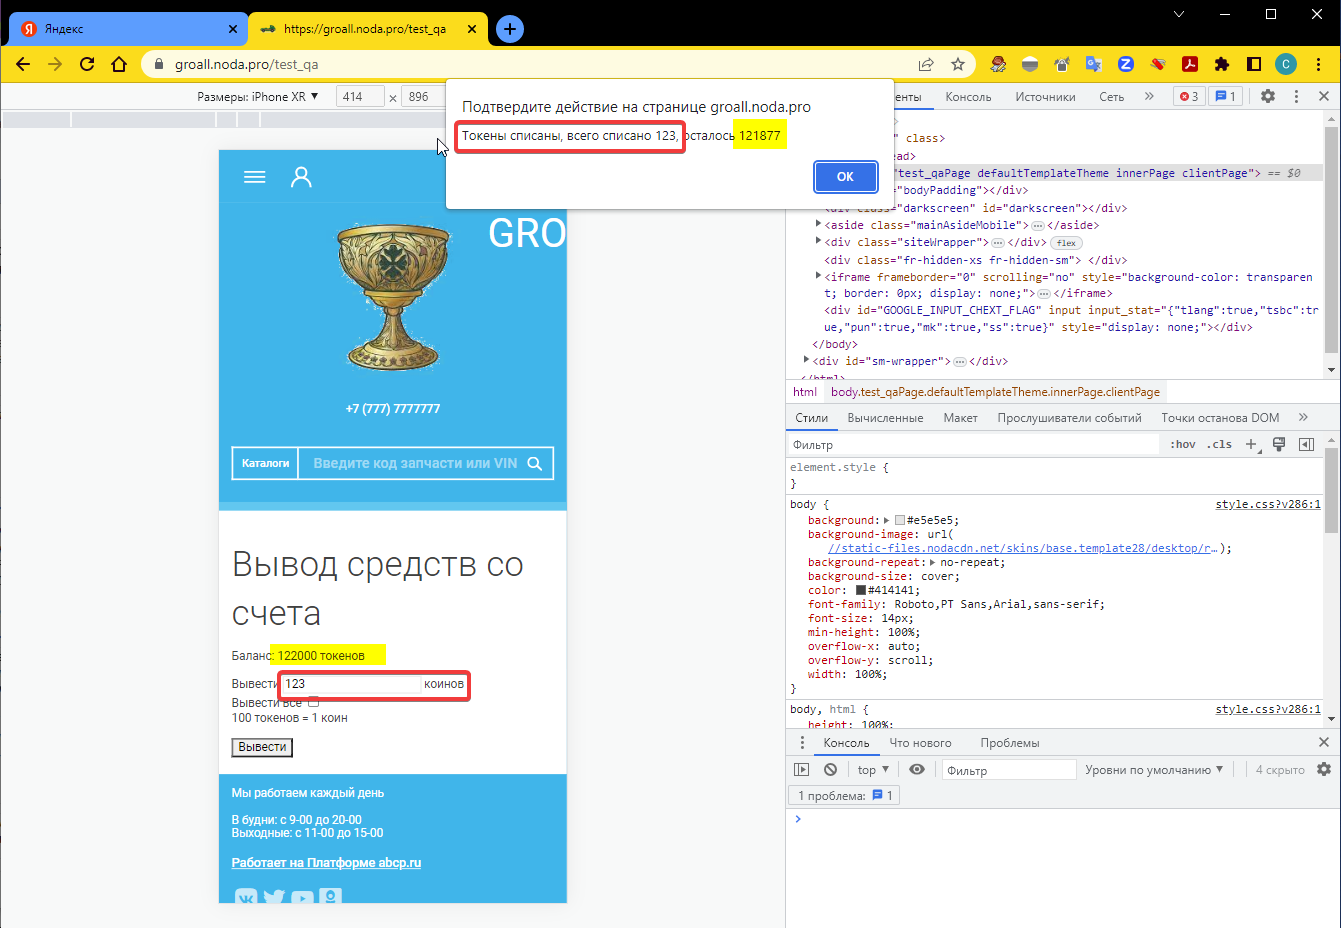 Яндекс
https://groall.noda.pro/test_qa
groall.noda.pro/test_qa
Размеры: iPhone XR ▼ 414 × 896
Подтвердите действие на странице groall.noda.pro
Токены списаны, всего списано 123, осталось 121877
OK
GRO
+7 (777) 7777777
Каталоги Введите код запчасти или VIN
Вывод средств со
счета
Баланс: 122000 токенов
Вывести 123 коинов
Вывести все
100 токенов = 1 коин
Вывести
Мы работаем каждый день
В будни: с 9-00 до 20-00
Выходные: с 11-00 до 15-00
Работает на Платформе abcp.ru
Консоль Источники Сеть » 3 1
" class>
"test_qaPage defaultTemplateTheme innerPage clientPage"> == $0
"bodyPadding"></div>
<div class="darkscreen" id="darkscreen"></div>
<aside class="mainAsideMobile">…</aside>
<div class="siteWrapper">…</div> flex
<div class="fr-hidden-xs fr-hidden-sm"> </div>
<iframe frameborder="0" scrolling="no" style="background-color: transparen
t; border: 0px; display: none;">…</iframe>
<div id="GOOGLE_INPUT_CHEXT_FLAG" input input_stat="{"tlang":true,"tsbc":tr
ue,"pun":true,"mk":true,"ss":true}" style="display: none;"></div>
</body>
<div id="sm-wrapper">…</div>
</html>
html body.test_qaPage.defaultTemplateTheme.innerPage.clientPage
Стили Вычисленные Макет Прослушиватели событий Точки останова DOM »
Фильтр :hov .cls +
element.style {
}
body { style.css?v286:1
background: #e5e5e5;
background-image: url(
//static-files.nodacdn.net/skins/base.template28/desktop/r…);
background-repeat: no-repeat;
background-size: cover;
color: #414141;
font-family: Roboto,PT Sans,Arial,sans-serif;
font-size: 14px;
min-height: 100%;
overflow-x: auto;
overflow-y: scroll;
width: 100%;
}
body, html { style.css?v286:1
height: 100%;
Консоль Что нового Проблемы
top ▼ Фильтр Уровни по умолчанию ▼ 4 скрыто
1 проблема: 1